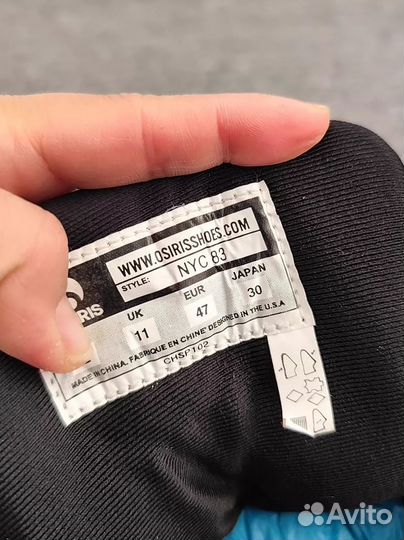 WWW.OSIRISSHOES.COM
STYLE: NYC 83
UK EUR JAPAN
11 47 30
MADE IN CHINA, FABRIQUE EN CHINE DESIGNED IN THE U.S.A
CHSP102
Avito